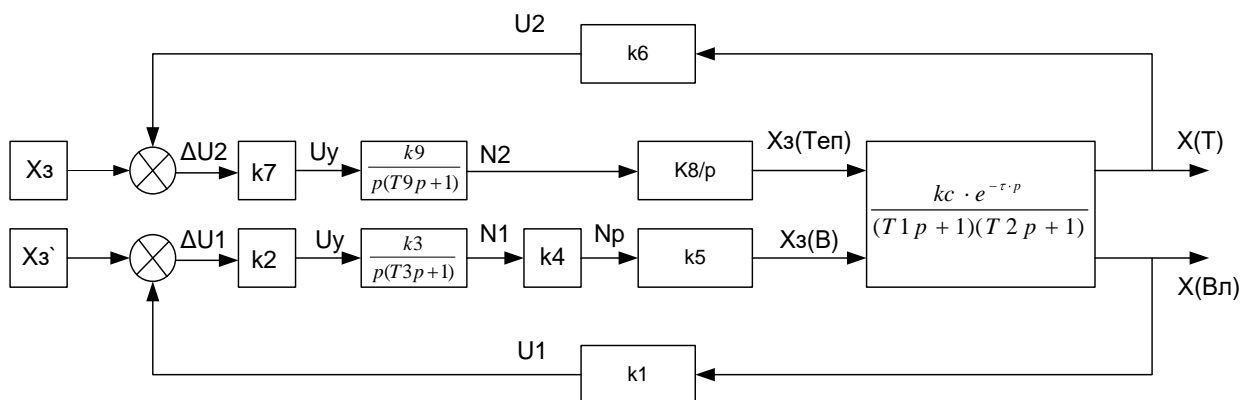 U2
k6
Xз
ΔU2
k7
Uy
k9
p(T9p+1)
N2
K8/p
Xз(Теп)
X(T)
kc · e^{-τ·p}
(T1p+1)(T2p+1)
Xз`
ΔU1
k2
Uy
k3
p(T3p+1)
N1
k4
Np
k5
Xз(В)
X(Вл)
U1
k1